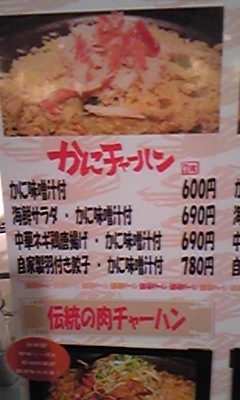 かにチャーハン
かに味噌汁付 600円
海鮮サラダ・かに味噌汁付 690円
中華ネギ鶏唐揚げ・かに味噌汁付 690円
自家製羽付き餃子・かに味噌汁付 780円
伝統の肉チャーハン